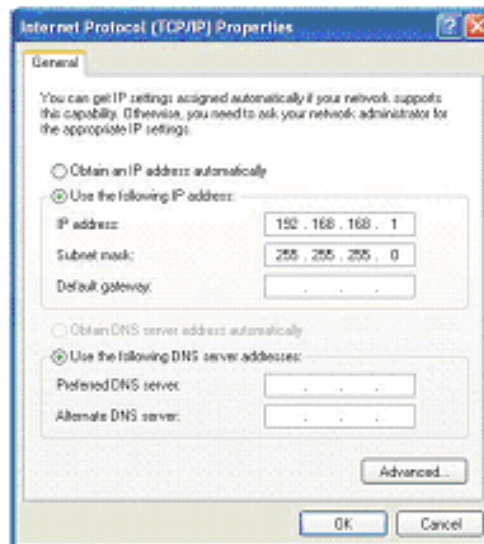 Internet Protocol (TCP/IP) Properties
General
You can get IP settings assigned automatically if your network supports
this capability. Otherwise, you need to ask your network administrator for
the appropriate IP settings.
Obtain an IP address automatically
Use the following IP address:
IP address: 192 . 168 . 168 . 1
Subnet mask: 255 . 255 . 255 . 0
Default gateway: . . .
Obtain DNS server address automatically
Use the following DNS server addresses:
Preferred DNS server: . . .
Alternate DNS server: . . .
Advanced...
OK Cancel